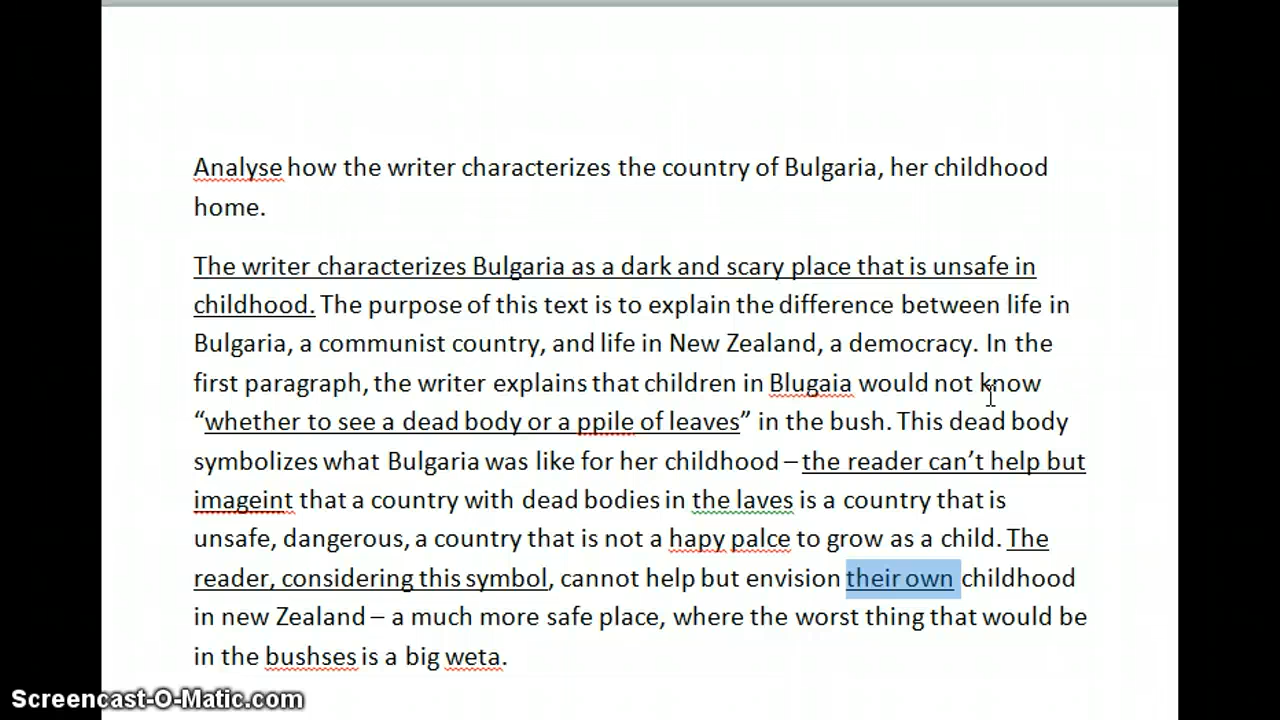 Analyse how the writer characterizes the country of Bulgaria, her childhood
home.
The writer characterizes Bulgaria as a dark and scary place that is unsafe in
childhood. The purpose of this text is to explain the difference between life in
Bulgaria, a communist country, and life in New Zealand, a democracy. In the
first paragraph, the writer explains that children in Blugaia would not know
“whether to see a dead body or a ppile of leaves” in the bush. This dead body
symbolizes what Bulgaria was like for her childhood – the reader can’t help but
imageint that a country with dead bodies in the laves is a country that is
unsafe, dangerous, a country that is not a hapy palce to grow as a child. The
reader, considering this symbol, cannot help but envision their own childhood
in new Zealand – a much more safe place, where the worst thing that would be
in the bushses is a big weta.
Screencast-O-Matic.com